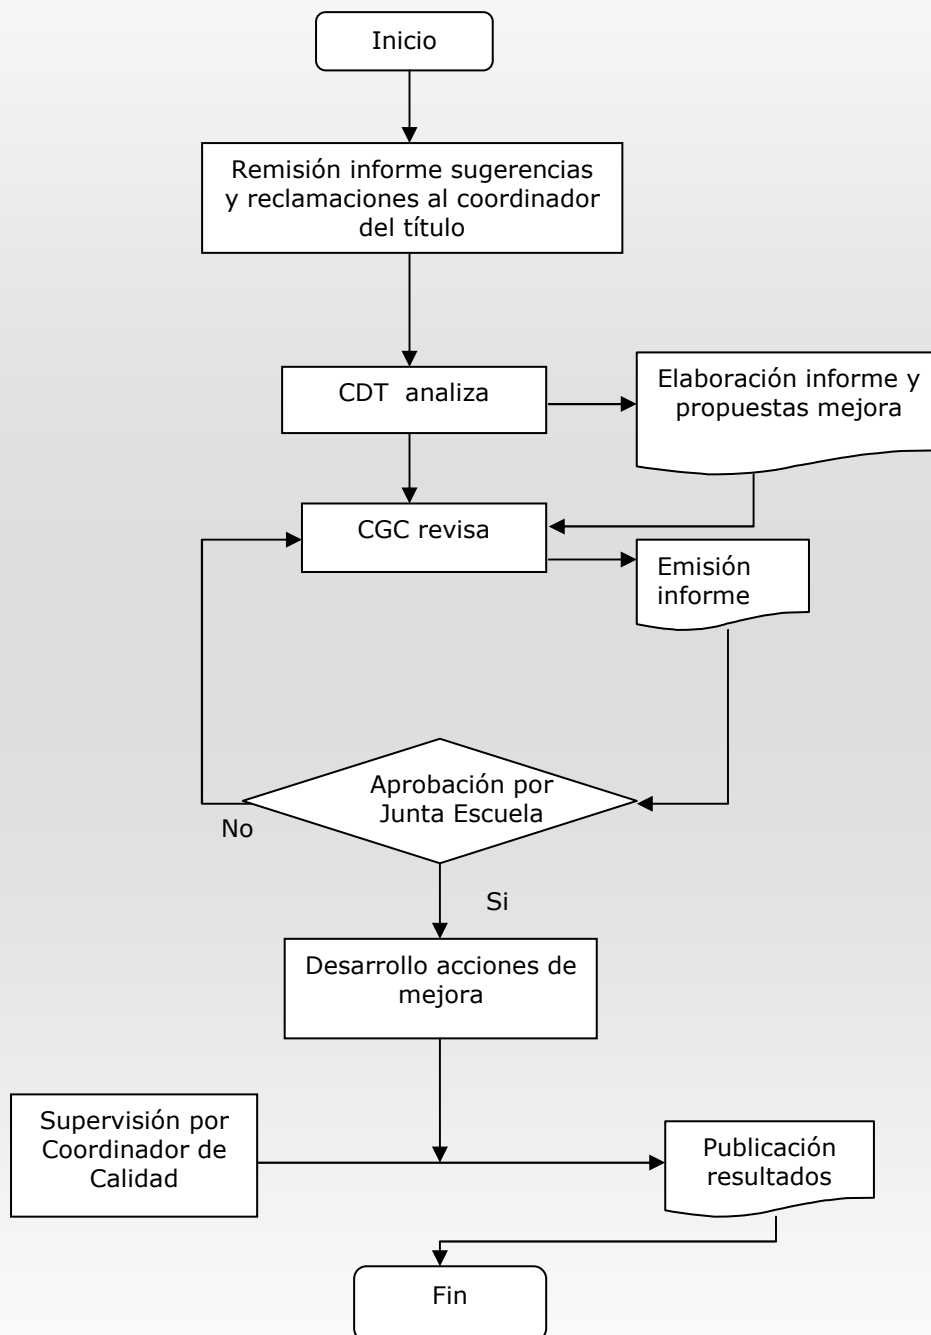 Inicio
Remisión informe sugerencias
y reclamaciones al coordinador
del título
CDT  analiza
Elaboración informe y
propuestas mejora
CGC revisa
Emisión
informe
Aprobación por
Junta Escuela
No
Si
Desarrollo acciones de
mejora
Supervisión por
Coordinador de
Calidad
Publicación
resultados
Fin